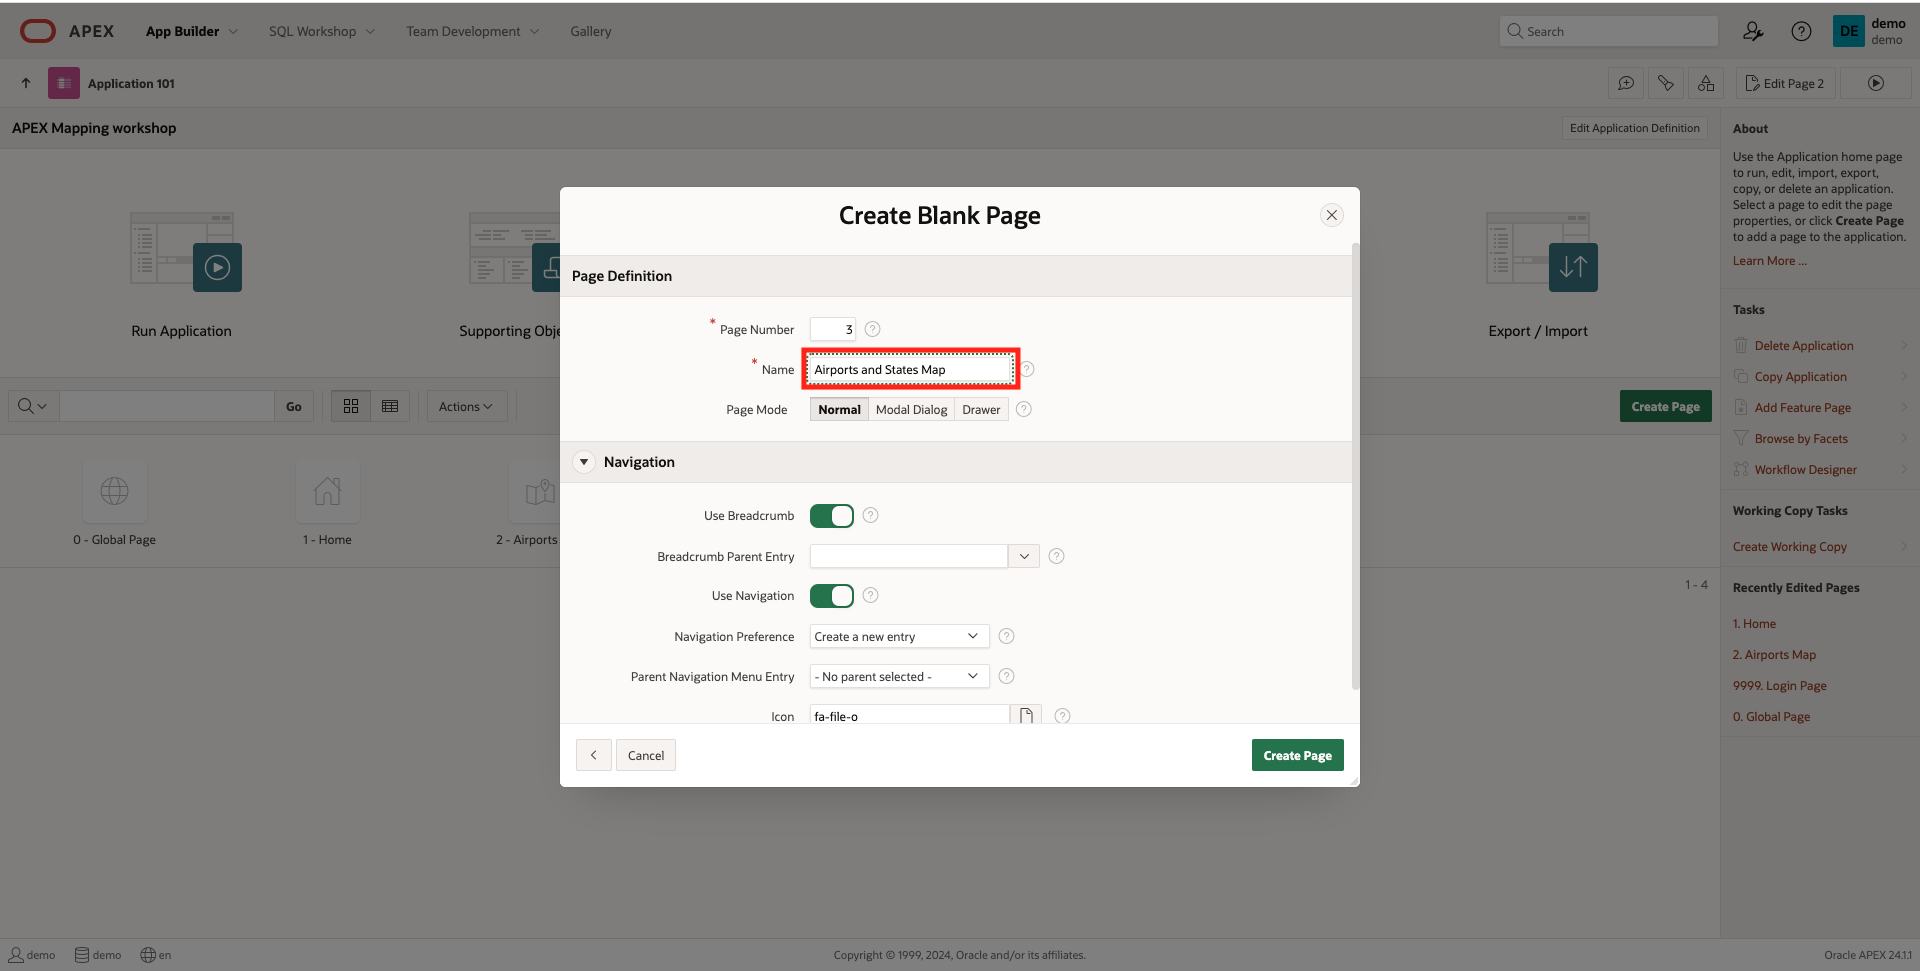 APEX App Builder SQL Workshop Team Development Gallery Search DE demo
demo
Application 101 Edit Page 2
APEX Mapping workshop Edit Application Definition
Run Application
Supporting Obje
Export / Import
Go Actions Create Page
0 - Global Page 1 - Home 2 - Airports
1 - 4
Create Blank Page
Page Definition
* Page Number 3
* Name Airports and States Map
Page Mode Normal Modal Dialog Drawer
Navigation
Use Breadcrumb
Breadcrumb Parent Entry
Use Navigation
Navigation Preference Create a new entry
Parent Navigation Menu Entry - No parent selected -
Icon fa-file-o
Cancel Create Page
About
Use the Application home page
to run, edit, import, export,
copy, or delete an application.
Select a page to edit the page
properties, or click Create Page
to add a page to the application.
Learn More ...
Tasks
Delete Application
Copy Application
Add Feature Page
Browse by Facets
Workflow Designer
Working Copy Tasks
Create Working Copy
Recently Edited Pages
1. Home
2. Airports Map
9999. Login Page
0. Global Page
demo demo en Copyright © 1999, 2024, Oracle and/or its affiliates. Oracle APEX 24.1.1